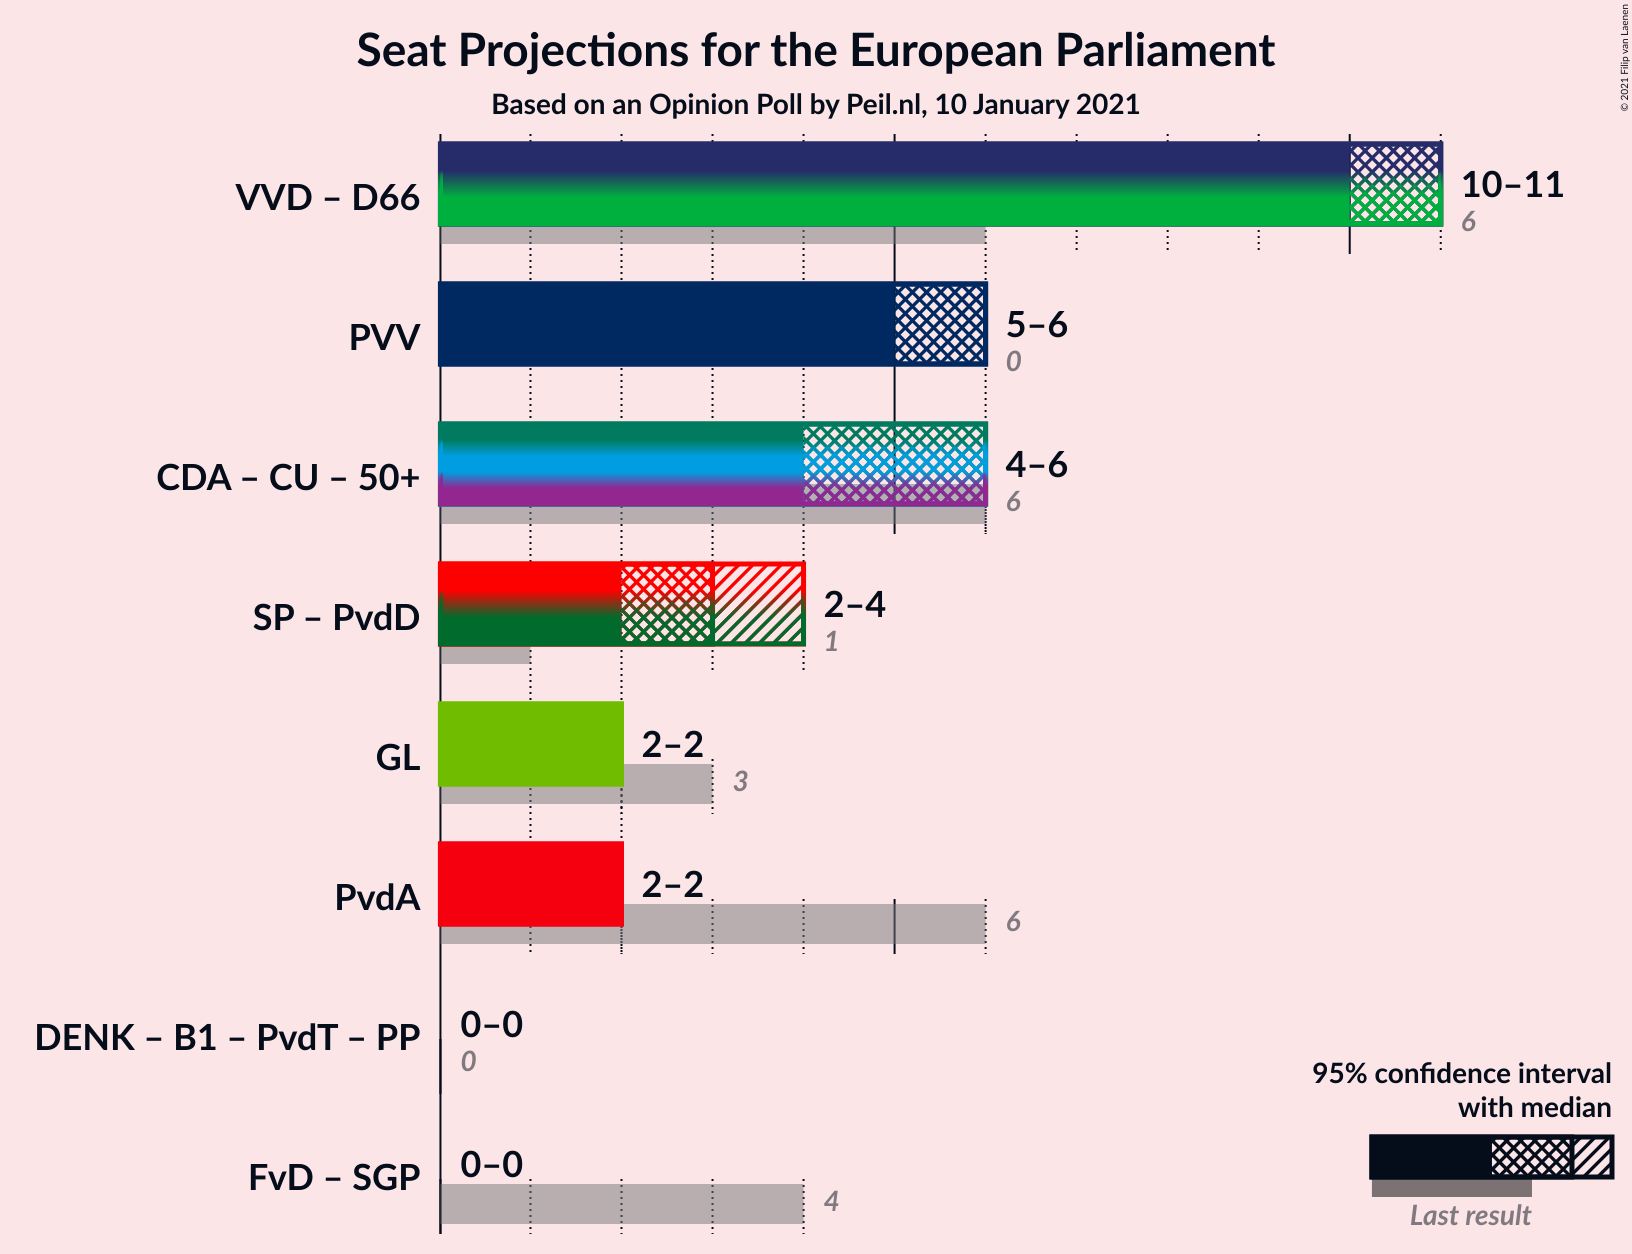 Seat Projections for the European Parliament
Based on an Opinion Poll by Peil.nl, 10 January 2021
© 2021 Filip van Laenen
VVD – D66
10–11
6
PVV
5–6
0
CDA – CU – 50+
4–6
6
SP – PvdD
2–4
1
GL
2–2
3
PvdA
2–2
6
DENK – B1 – PvdT – PP
0–0
0
FvD – SGP
0–0
4
95% confidence interval
with median
Last result